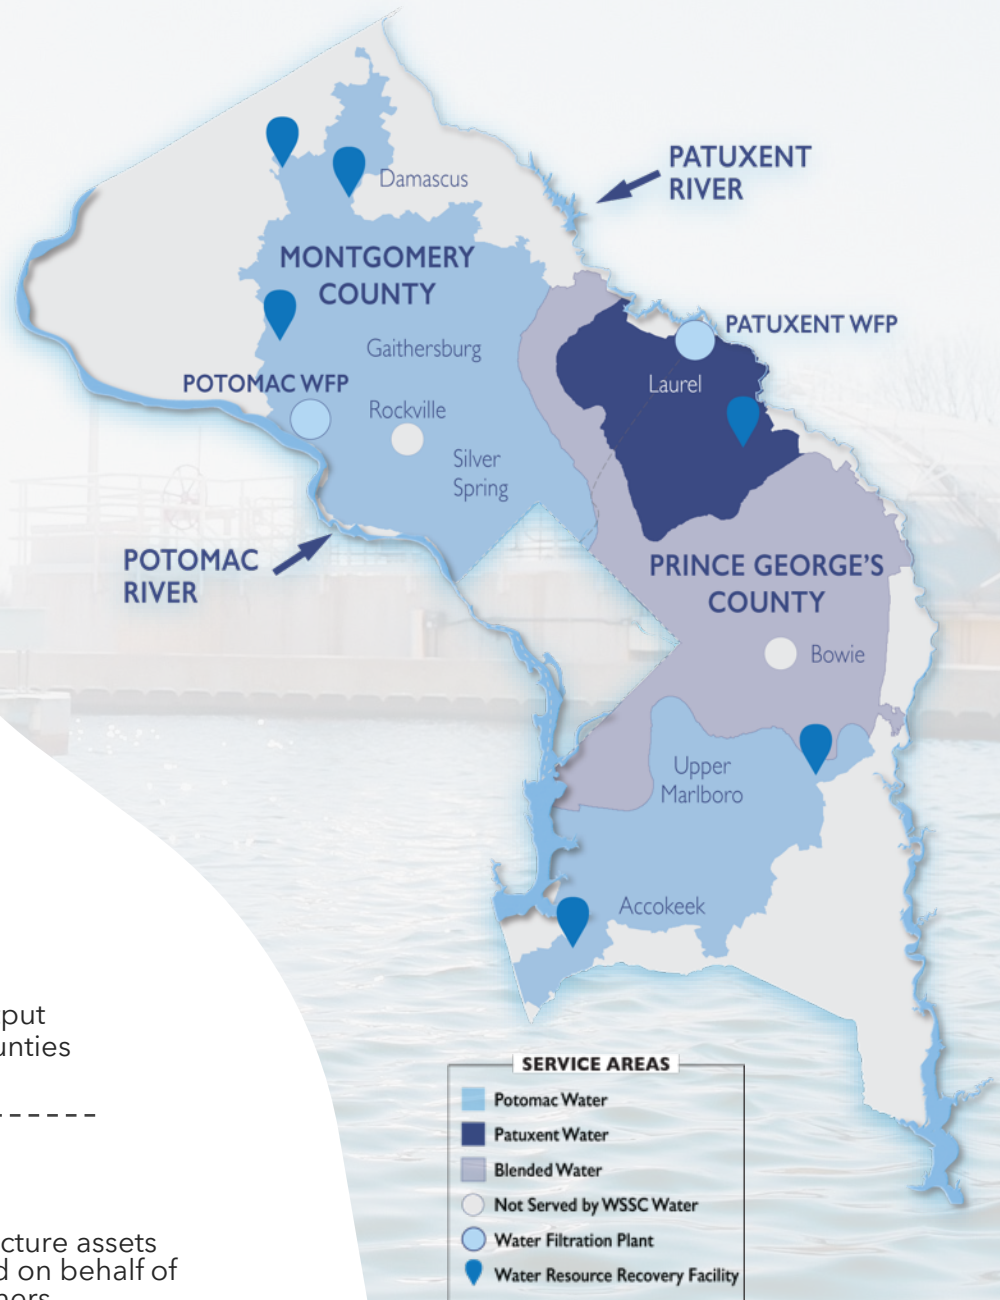 PATUXENT
RIVER
Damascus
MONTGOMERY
COUNTY
PATUXENT WFP
Gaithersburg
POTOMAC WFP
Laurel
Rockville
Silver
Spring
POTOMAC
RIVER
PRINCE GEORGE'S
COUNTY
Bowie
Upper
Marlboro
Accokeek
put
unties
------
cture assets
d on behalf of
mers
SERVICE AREAS
Potomac Water
Patuxent Water
Blended Water
Not Served by WSSC Water
Water Filtration Plant
Water Resource Recovery Facility